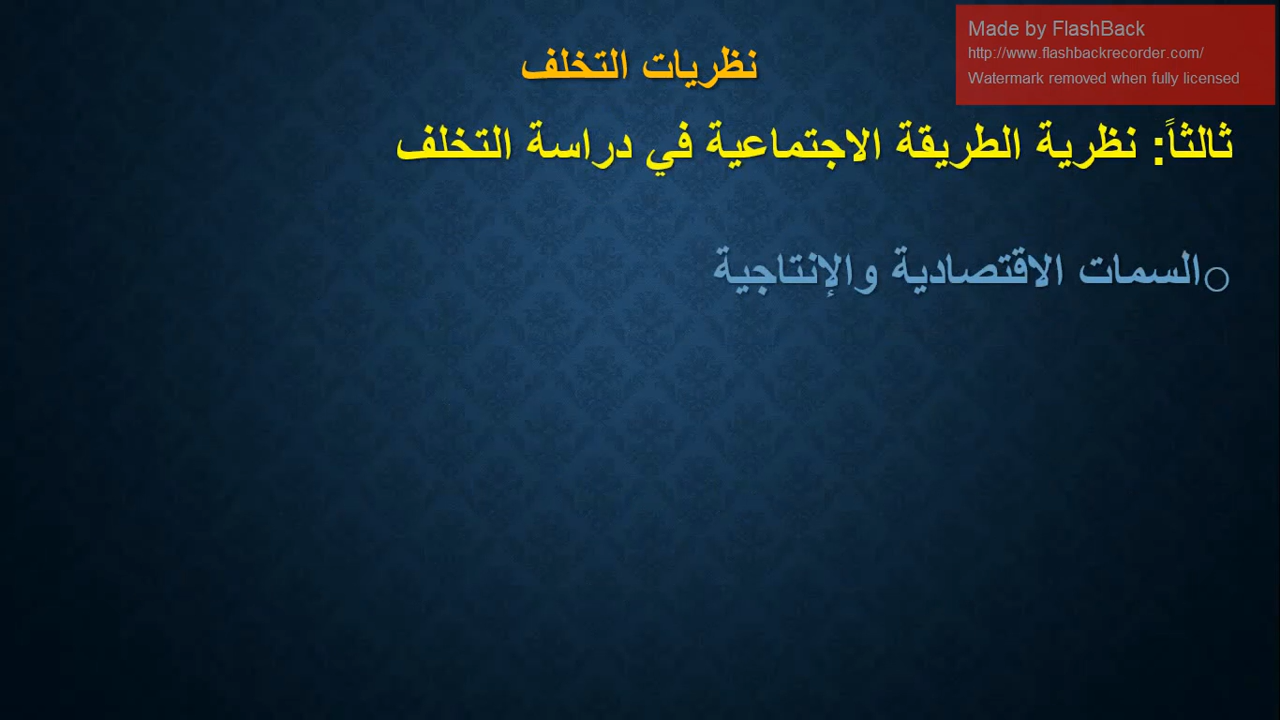 Made by FlashBack
http://www.flashbackrecorder.com/
Watermark removed when fully licensed
نظريات التخلف
ثالثاً: نظرية الطريقة الاجتماعية في دراسة التخلف
السمات الاقتصادية والإنتاجية